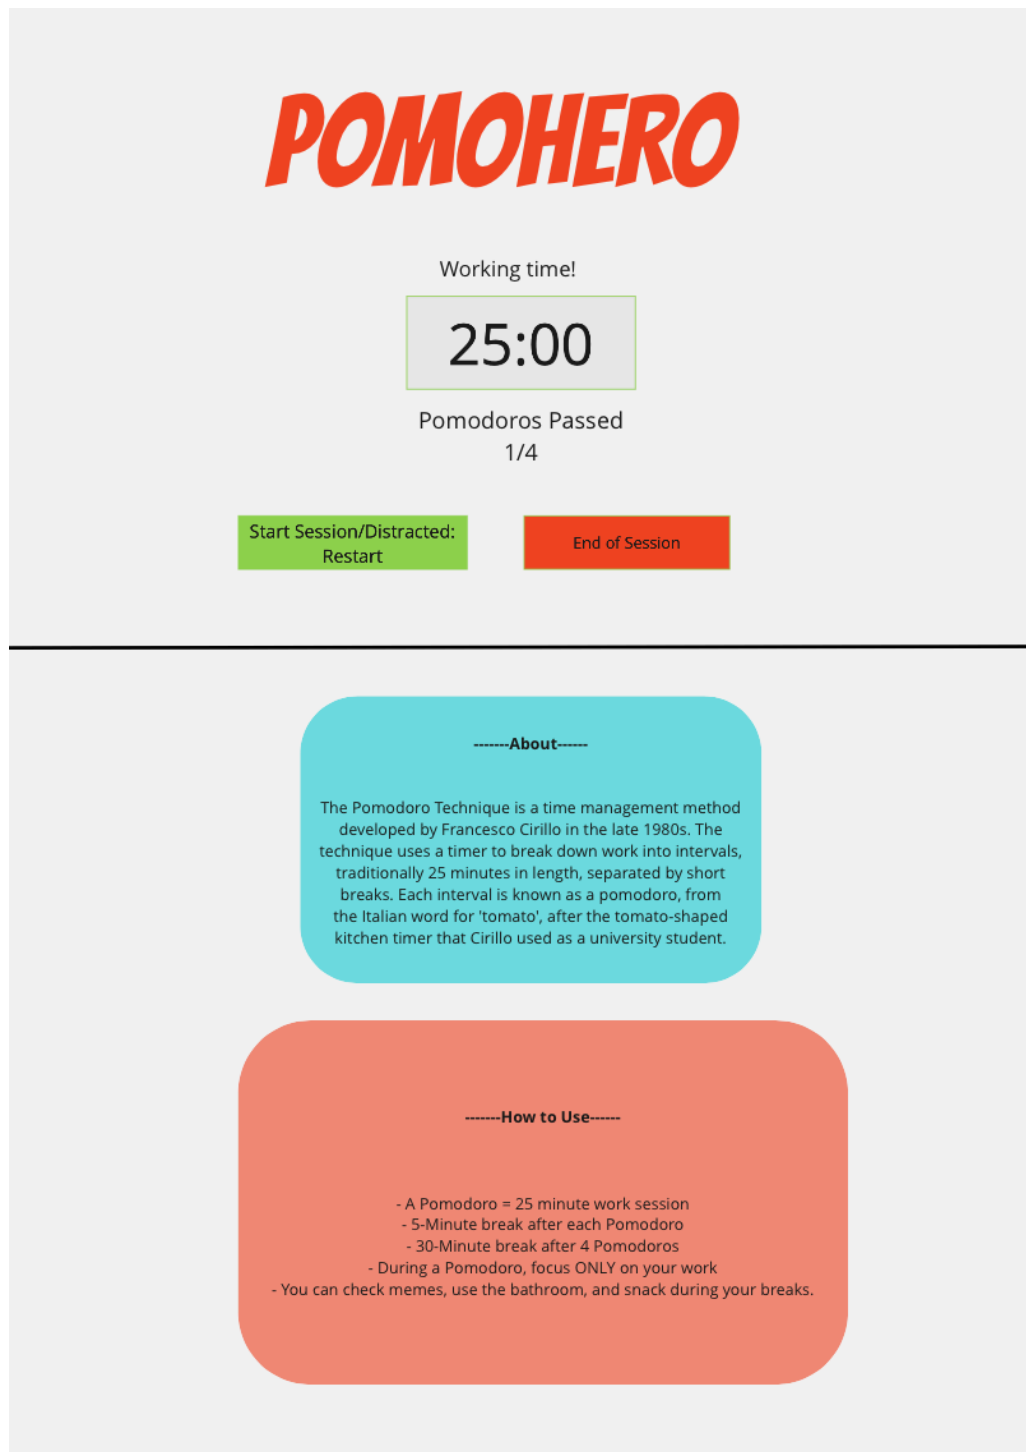 POMOHERO
Working time!
25:00
Pomodoros Passed
1/4
Start Session/Distracted:
Restart
End of Session
-------About------
The Pomodoro Technique is a time management method
developed by Francesco Cirillo in the late 1980s. The
technique uses a timer to break down work into intervals,
traditionally 25 minutes in length, separated by short
breaks. Each interval is known as a pomodoro, from
the Italian word for 'tomato', after the tomato-shaped
kitchen timer that Cirillo used as a university student.
-------How to Use------
- A Pomodoro = 25 minute work session
- 5-Minute break after each Pomodoro
- 30-Minute break after 4 Pomodoros
- During a Pomodoro, focus ONLY on your work
- You can check memes, use the bathroom, and snack during your breaks.